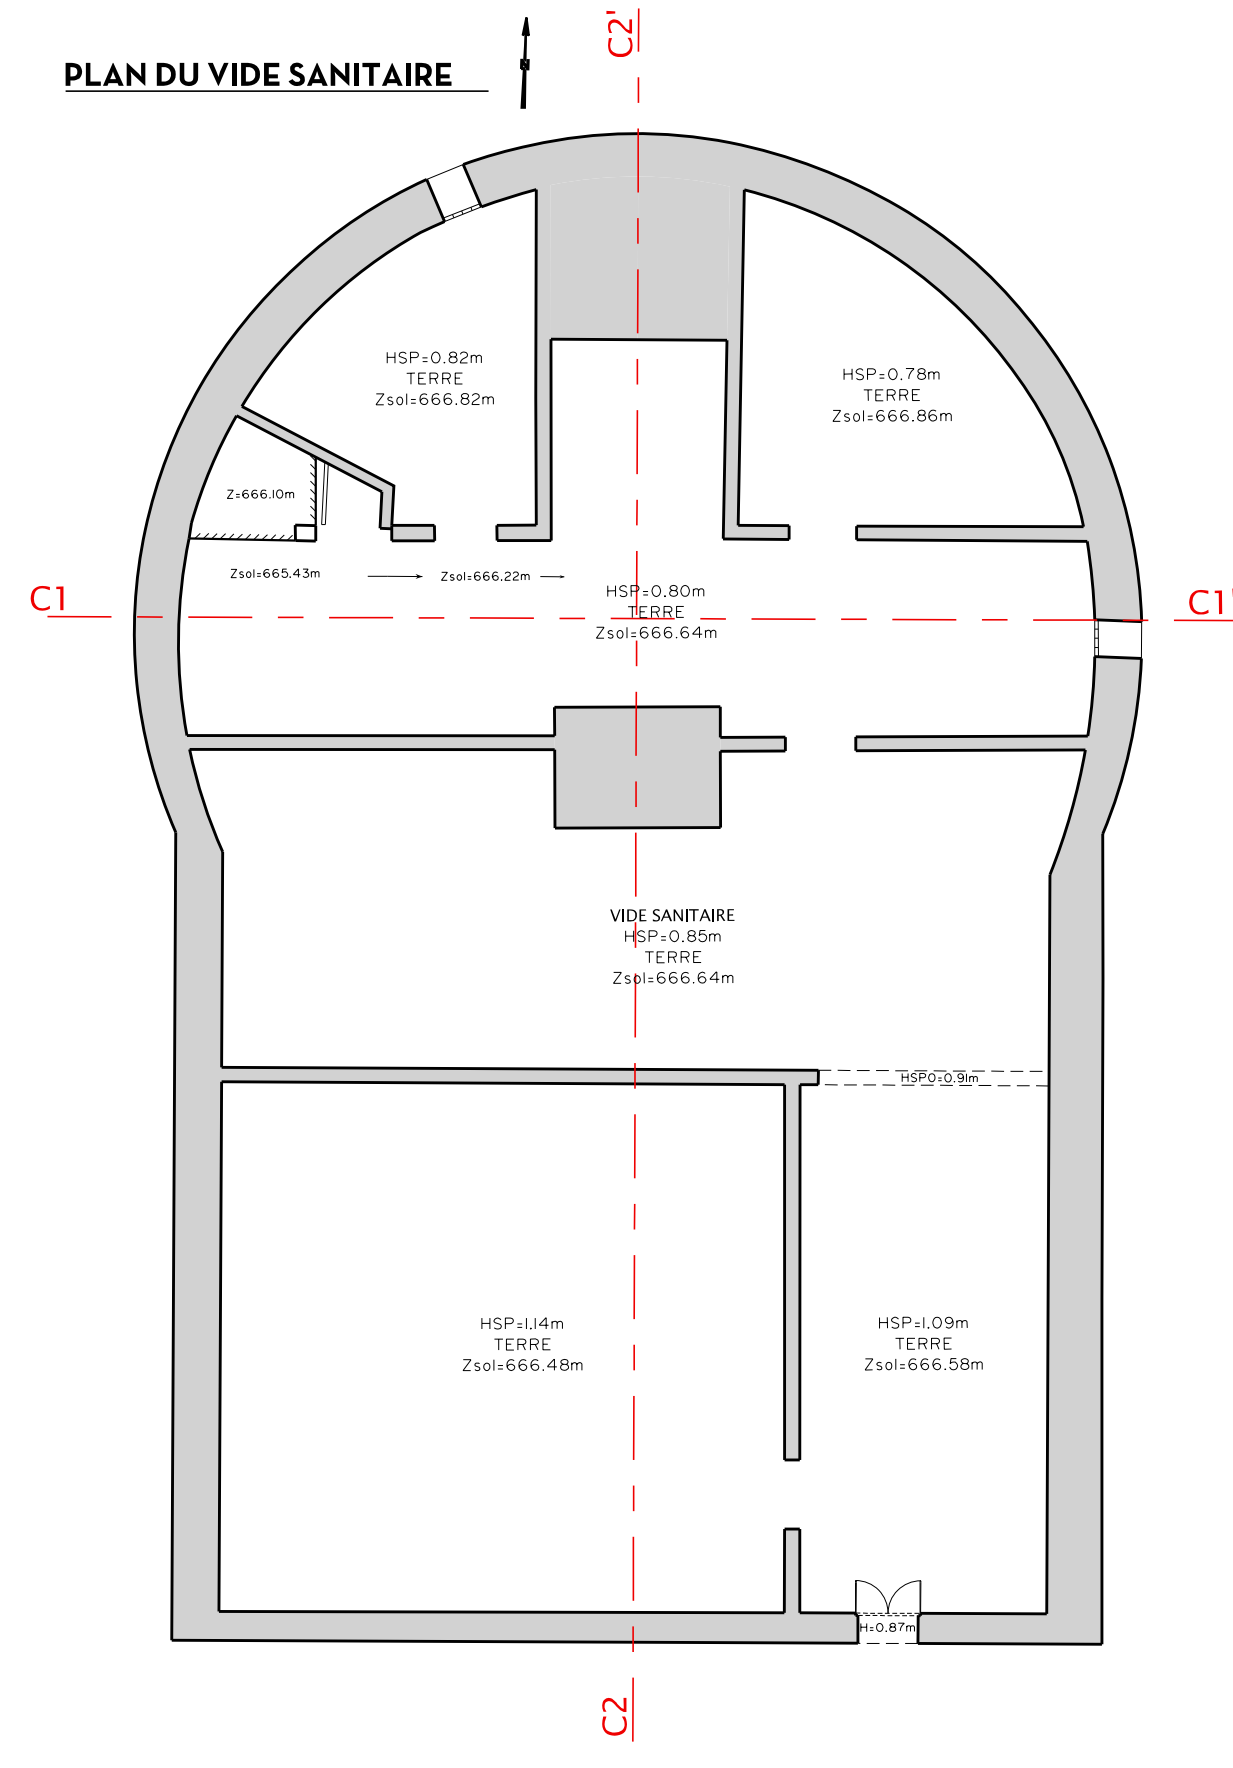 C2'
PLAN DU VIDE SANITAIRE
HSP=0.82m
TERRE
Zsol=666.82m
HSP=0.78m
TERRE
Zsol=666.86m
Z=666.10m
Zsol=665.43m
Zsol=666.22m
HSP=0.80m
TERRE
Zsol=666.64m
C1
C1'
VIDE SANITAIRE
HSP=0.85m
TERRE
Zsol=666.64m
HSPO=0.91m
HSP=1.14m
TERRE
Zsol=666.48m
HSP=1.09m
TERRE
Zsol=666.58m
H=0.87m
C2